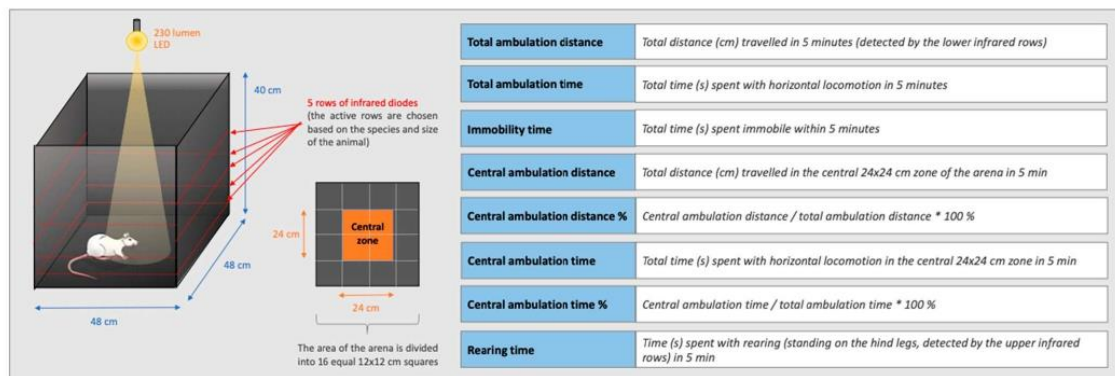 230 lumen
LED
40 cm
5 rows of infrared diodes
(the active rows are chosen
based on the species and size
of the animal)
48 cm
48 cm
Central
zone
24 cm
24 cm
The area of the arena is divided
into 16 equal 12x12 cm squares
Total ambulation distance
Total distance (cm) travelled in 5 minutes (detected by the lower infrared rows)
Total ambulation time
Total time (s) spent with horizontal locomotion in 5 minutes
Immobility time
Total time (s) spent immobile within 5 minutes
Central ambulation distance
Total distance (cm) travelled in the central 24x24 cm zone of the arena in 5 min
Central ambulation distance %
Central ambulation distance / total ambulation distance * 100 %
Central ambulation time
Total time (s) spent with horizontal locomotion in the central 24x24 cm zone in 5 min
Central ambulation time %
Central ambulation time / total ambulation time * 100 %
Rearing time
Time (s) spent with rearing (standing on the hind legs, detected by the upper infrared
rows) in 5 min